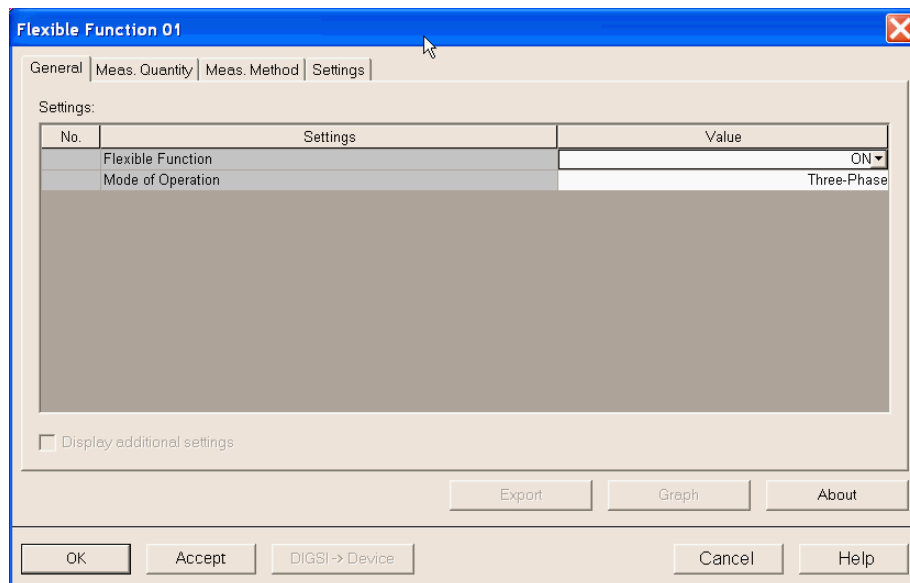 Flexible Function 01
General Meas. Quantity Meas. Method Settings
Settings:
No. Settings Value
Flexible Function ON
Mode of Operation Three-Phase
Display additional settings
Export Graph About
OK Accept DIGSI -> Device Cancel Help